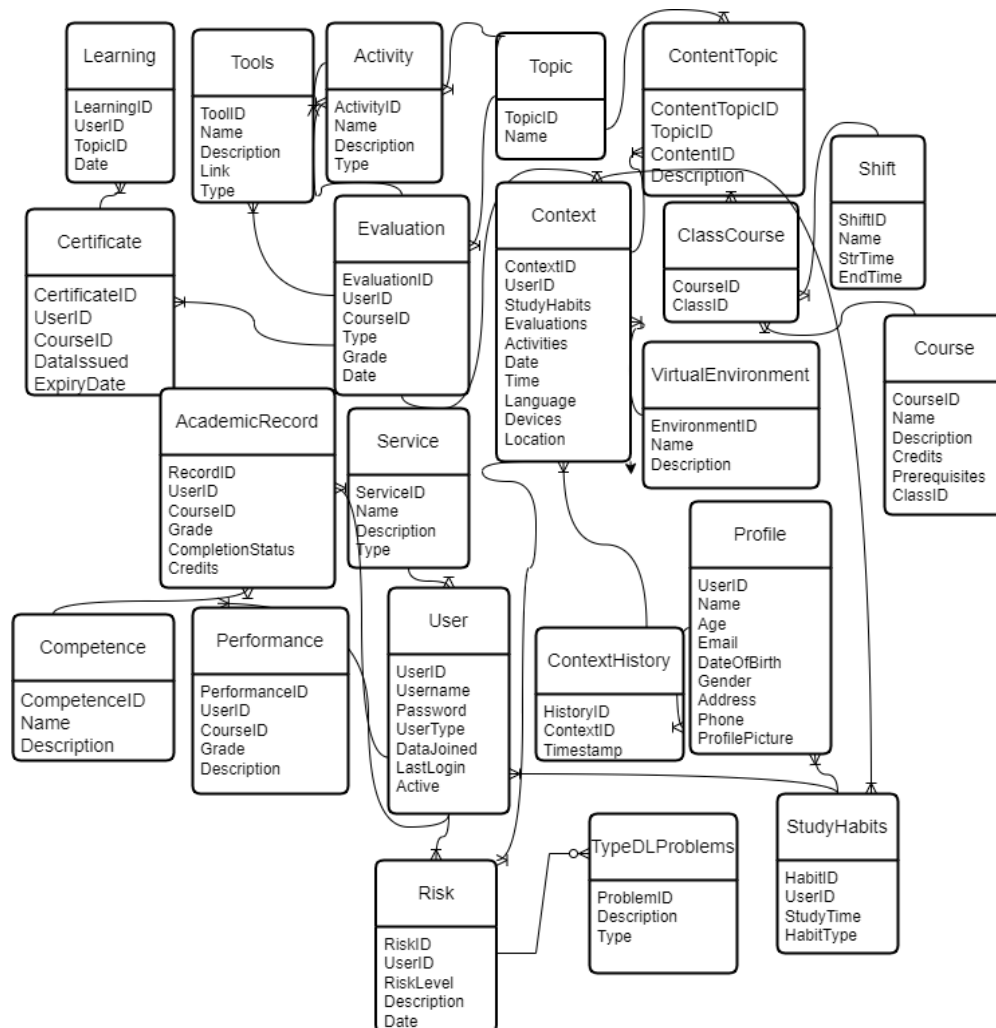 Learning
LearningID
UserID
TopicID
Date
Tools
ToolID
Name
Description
Link
Type
Activity
ActivityID
Name
Description
Type
Topic
TopicID
Name
ContentTopic
ContentTopicID
TopicID
ContentID
Description
Shift
ShiftID
Name
StrTime
EndTime
Certificate
CertificateID
UserID
CourseID
DataIssued
ExpiryDate
Evaluation
EvaluationID
UserID
CourseID
Type
Grade
Date
Context
ContextID
UserID
StudyHabits
Evaluations
Activities
Date
Time
Language
Devices
Location
ClassCourse
CourseID
ClassID
VirtualEnvironment
EnvironmentID
Name
Description
Course
CourseID
Name
Description
Credits
Prerequisites
ClassID
AcademicRecord
RecordID
UserID
CourseID
Grade
CompletionStatus
Credits
Service
ServiceID
Name
Description
Type
Profile
UserID
Name
Age
Email
DateOfBirth
Gender
Address
Phone
ProfilePicture
Competence
CompetenceID
Name
Description
Performance
PerformanceID
UserID
CourseID
Grade
Description
User
UserID
Username
Password
UserType
DataJoined
LastLogin
Active
ContextHistory
HistoryID
ContextID
Timestamp
StudyHabits
HabitID
UserID
StudyTime
HabitType
TypeDLProblems
ProblemID
Description
Type
Risk
RiskID
UserID
RiskLevel
Description
Date